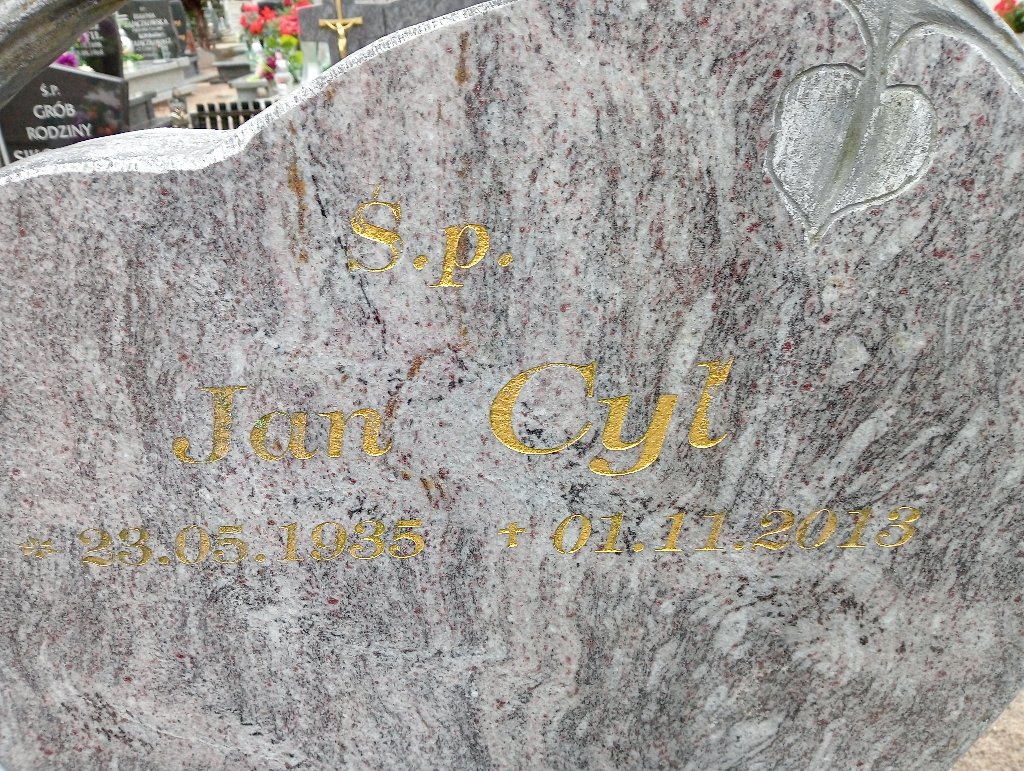 Ś.P.
GRÓB
RODZINY
Ś.p.
Jan Cyl
* 23.05.1935 + 01.11.2013